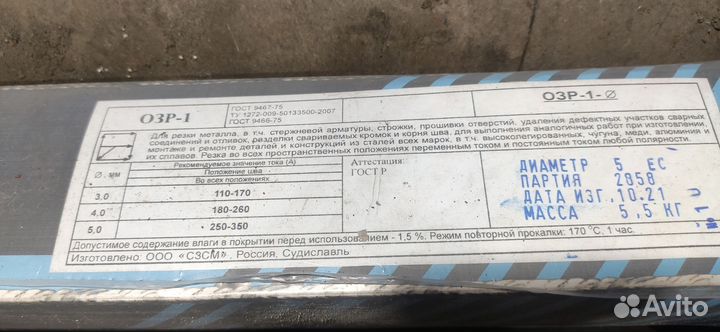 ОЗР-1
ГОСТ 9467-75
ТУ 1272-009-50133500-2007
ГОСТ 9466-75
ОЗР-1-∅
Для резки металла, в т.ч. стержневой арматуры, строжки, прошивки отверстий, удаления дефектных участков сварных
соединений и отливок, разделки свариваемых кромок и корня шва, для выполнения аналогичных работ при изготовлении,
монтаже и ремонте деталей и конструкций из сталей всех марок, в т.ч. высоколегированных, чугуна, меди, алюминия и
их сплавов. Резка во всех пространственных положениях переменным током и постоянным током любой полярности.
∅, мм
Рекомендуемое значение тока (А)
Положение шва
Во всех положениях
3,0 110-170
4,0 180-260
5,0 250-350
Аттестация:
ГОСТ Р
ДИАМЕТР 5 ЕС
ПАРТИЯ 2858
ДАТА ИЗГ. 10.21
МАССА 5,5 КГ
Допустимое содержание влаги в покрытии перед использованием - 1,5 %. Режим повторной прокалки: 170 °С, 1 час.
Изготовлено: ООО «СЗСМ», Россия, Судиславль
Avito